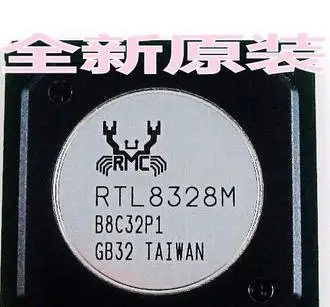 全新原装
RMC
RTL8328M
B8C32P1
GB32 TAIWAN